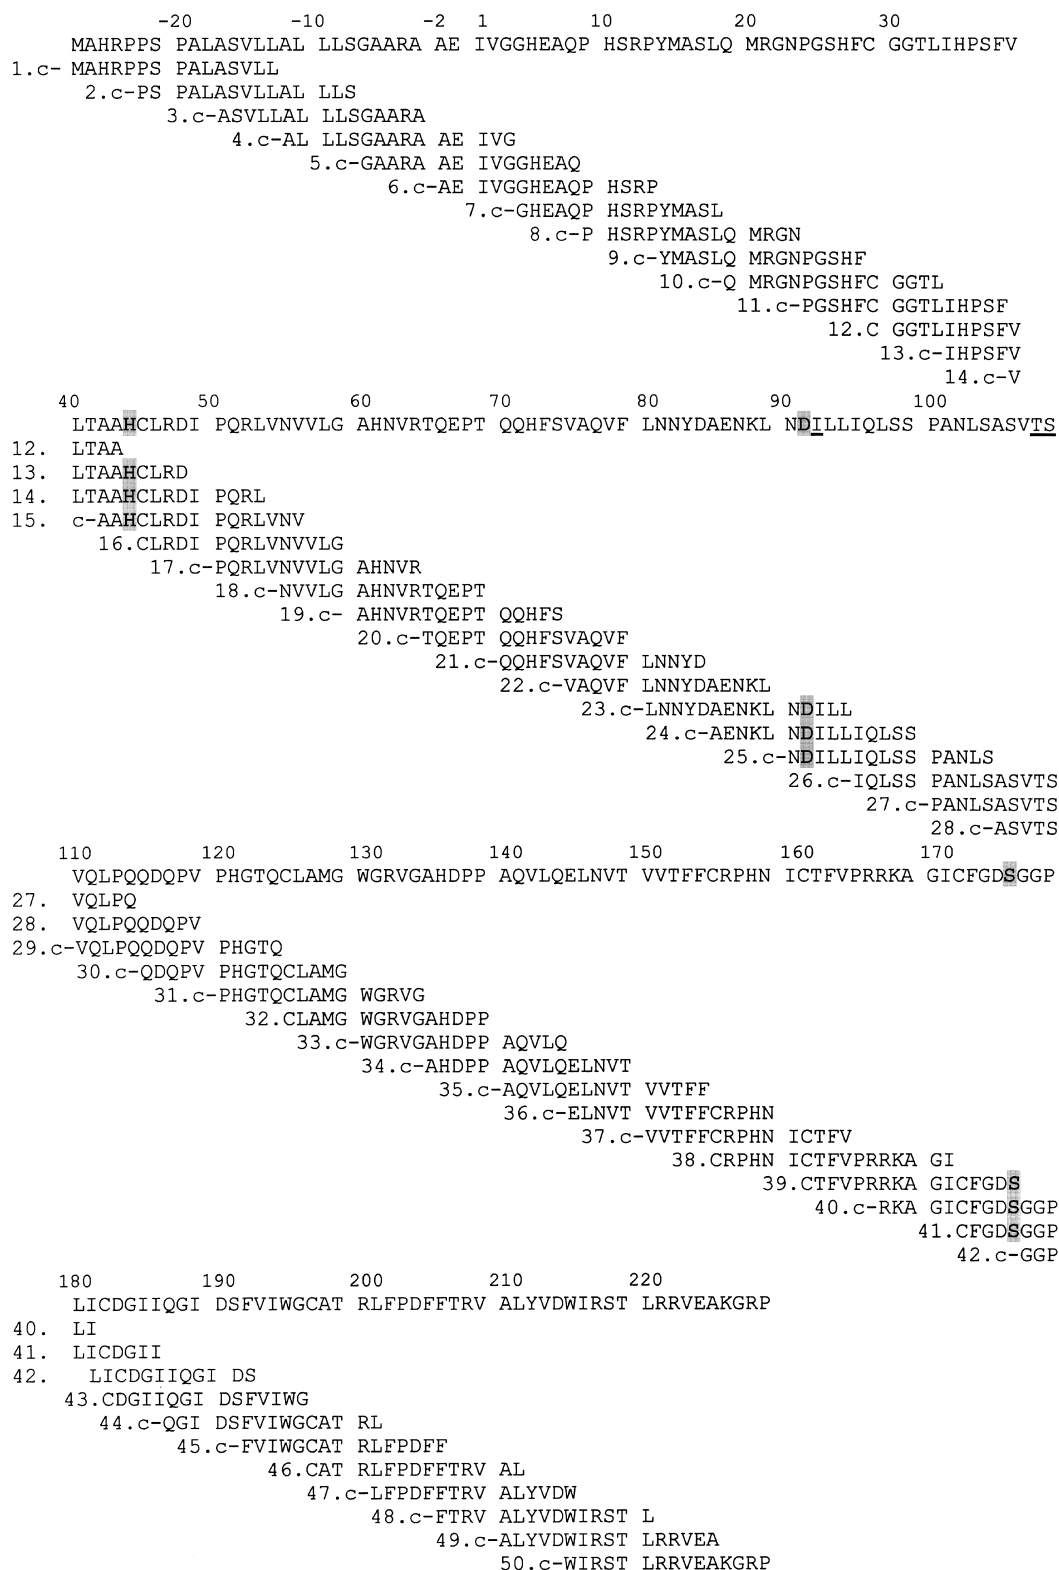 -20 -10 -2 1 10 20 30
MAHRPPS PALASVLLAL LLSGAARA AE IVGGHEAQP HSRPYMASLQ MRGNPGSHFC GGTLIHPSFV
1.c- MAHRPPS PALASVLL
2.c-PS PALASVLLAL LLS
3.c-ASVLLAL LLSGAARA
4.c-AL LLSGAARA AE IVG
5.c-GAARA AE IVGGHEAQ
6.c-AE IVGGHEAQP HSRP
7.c-GHEAQP HSRPYMASL
8.c-P HSRPYMASLQ MRGN
9.c-YMASLQ MRGNPGSHF
10.c-Q MRGNPGSHFC GGTL
11.c-PGSHFC GGTLIHPSF
12.C GGTLIHPSFV
13.c-IHPSFV
14.c-V
40 50 60 70 80 90 100
LTAAHCLRDI PQRLVNVVLG AHNVRTQEPT QQHFSVAQVF LNNYDAENKL NDILLIQLSS PANLSASVTS
12. LTAA
13. LTAAHCLRD
14. LTAAHCLRDI PQRL
15. c-AAHCLRDI PQRLVNV
16.CLRDI PQRLVNVVLG
17.c-PQRLVNVVLG AHNVR
18.c-NVVLG AHNVRTQEPT
19.c- AHNVRTQEPT QQHFS
20.c-TQEPT QQHFSVAQVF
21.c-QQHFSVAQVF LNNYD
22.c-VAQVF LNNYDAENKL
23.c-LNNYDAENKL NDILL
24.c-AENKL NDILLIQLSS
25.c-NDILLIQLSS PANLS
26.c-IQLSS PANLSASVTS
27.c-PANLSASVTS
28.c-ASVTS
110 120 130 140 150 160 170
VQLPQQDQPV PHGTQCLAMG WGRVGAHDPP AQVLQELNVT VVTFFCRPHN ICTFVPRRKA GICFGDSGGP
27. VQLPQ
28. VQLPQQDQPV
29.c-VQLPQQDQPV PHGTQ
30.c-QDQPV PHGTQCLAMG
31.c-PHGTQCLAMG WGRVG
32.CLAMG WGRVGAHDPP
33.c-WGRVGAHDPP AQVLQ
34.c-AHDPP AQVLQELNVT
35.c-AQVLQELNVT VVTFF
36.c-ELNVT VVTFFCRPHN
37.c-VVTFFCRPHN ICTFV
38.CRPHN ICTFVPRRKA GI
39.CTFVPRRKA GICFGDS
40.c-RKA GICFGDSGGP
41.CFGDSGGP
42.c-GGP
180 190 200 210 220
LICDGIIQGI DSFVIWGCAT RLFPDFFTRV ALYVDWIRST LRRVEAKGRP
40. LI
41. LICDGII
42. LICDGIIQGI DS
43.CDGIIQGI DSFVIWG
44.c-QGI DSFVIWGCAT RL
45.c-FVIWGCAT RLFPDFF
46.CAT RLFPDFFTRV AL
47.c-LFPDFFTRV ALYVDW
48.c-FTRV ALYVDWIRST L
49.c-ALYVDWIRST LRRVEA
50.c-WIRST LRRVEAKGRP